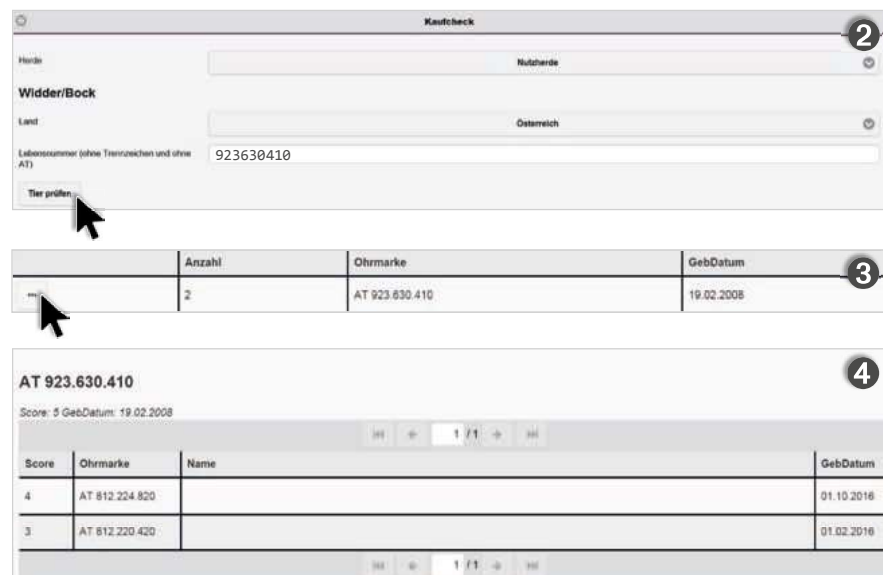 Kaufcheck
2
Herde Nutzherde
Widder/Bock
Land Österreich
Lebensnummer (ohne Trennzeichen und ohne AT) 923630410
Tier prüfen...
Anzahl Ohrmarke GebDatum
3
... 2 AT 923.630.410 19.02.2008
4
AT 923.630.410
Score: 5 GebDatum: 19.02.2008
1 / 1
Score Ohrmarke Name GebDatum
4 AT 812.224.820 01.10.2016
3 AT 812.220.420 01.02.2016
1 / 1